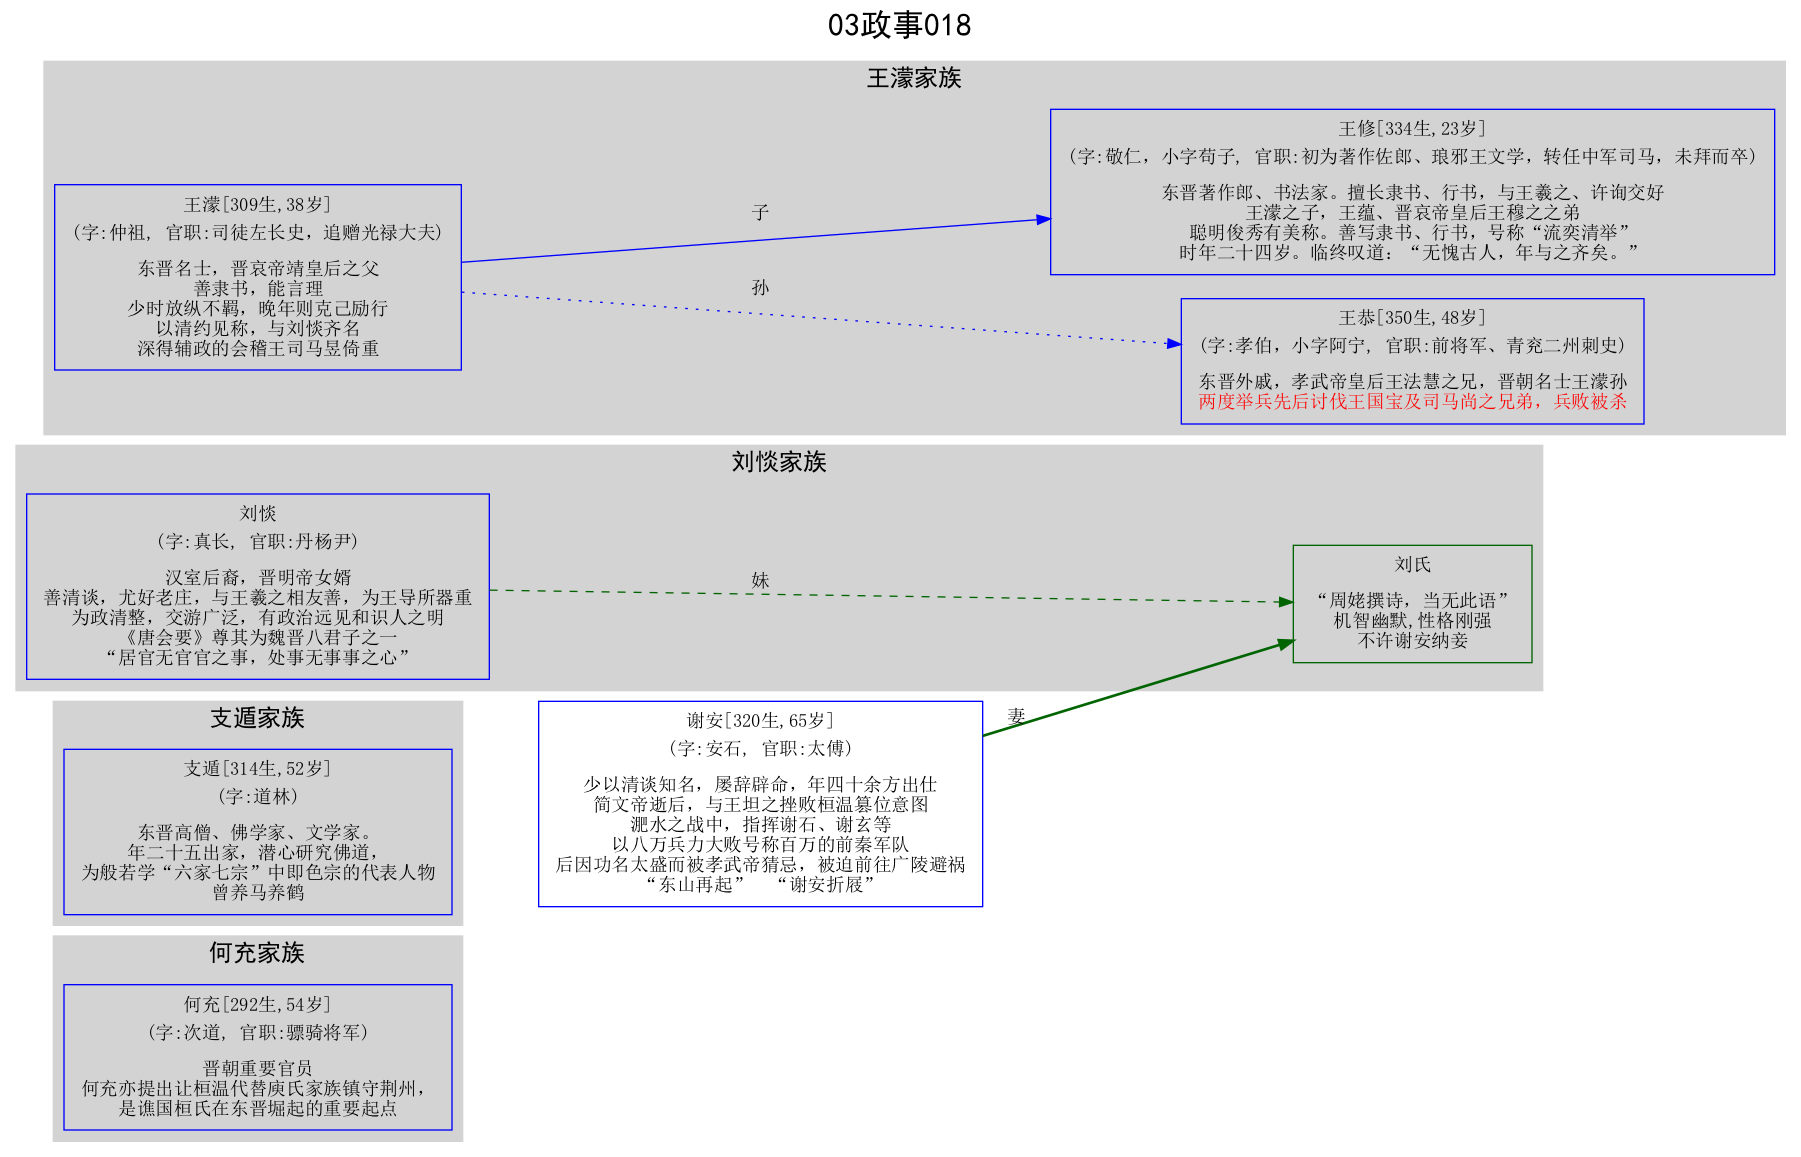 03政事018
王濛家族
王濛[309生,38岁]
(字:仲祖, 官职:司徒左长史，追赠光禄大夫)
东晋名士，晋哀帝靖皇后之父
善隶书，能言理
少时放纵不羁，晚年则克己励行
以清约见称，与刘惔齐名
深得辅政的会稽王司马昱倚重
子
孙
王修[334生,23岁]
(字:敬仁，小字苟子, 官职:初为著作佐郎、琅邪王文学，转任中军司马，未拜而卒)
东晋著作郎、书法家。擅长隶书、行书，与王羲之、许询交好
王濛之子，王蕴、晋哀帝皇后王穆之之弟
聪明俊秀有美称。善写隶书、行书，号称“流奕清举”
时年二十四岁。临终叹道：“无愧古人，年与之齐矣。”
王恭[350生,48岁]
(字:孝伯，小字阿宁, 官职:前将军、青兖二州刺史)
东晋外戚，孝武帝皇后王法慧之兄，晋朝名士王濛孙
两度举兵先后讨伐王国宝及司马尚之兄弟，兵败被杀
刘惔家族
刘惔
(字:真长, 官职:丹杨尹)
汉室后裔，晋明帝女婿
善清谈，尤好老庄，与王羲之相友善，为王导所器重
为政清整，交游广泛，有政治远见和识人之明
《唐会要》尊其为魏晋八君子之一
“居官无官官之事，处事无事事之心”
妹
刘氏
“周姥撰诗，当无此语”
机智幽默,性格刚强
不许谢安纳妾
妻
谢安[320生,65岁]
(字:安石, 官职:太傅)
少以清谈知名，屡辞辟命，年四十余方出仕
简文帝逝后，与王坦之挫败桓温篡位意图
淝水之战中，指挥谢石、谢玄等
以八万兵力大败号称百万的前秦军队
后因功名太盛而被孝武帝猜忌，被迫前往广陵避祸
“东山再起” “谢安折屐”
支遁家族
支遁[314生,52岁]
(字:道林)
东晋高僧、佛学家、文学家。
年二十五出家，潜心研究佛道，
为般若学“六家七宗”中即色宗的代表人物
曾养马养鹤
何充家族
何充[292生,54岁]
(字:次道, 官职:骠骑将军)
晋朝重要官员
何充亦提出让桓温代替庾氏家族镇守荆州，
是谯国桓氏在东晋堀起的重要起点